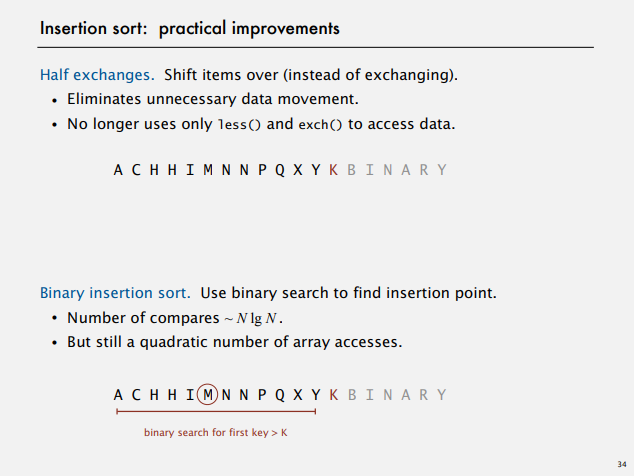 Insertion sort: practical improvements
Half exchanges. Shift items over (instead of exchanging).
• Eliminates unnecessary data movement.
• No longer uses only less() and exch() to access data.
A C H H I M N N P Q X Y K B I N A R Y
Binary insertion sort. Use binary search to find insertion point.
• Number of compares ~ N lg N .
• But still a quadratic number of array accesses.
A C H H I M N N P Q X Y K B I N A R Y
binary search for first key > K
34